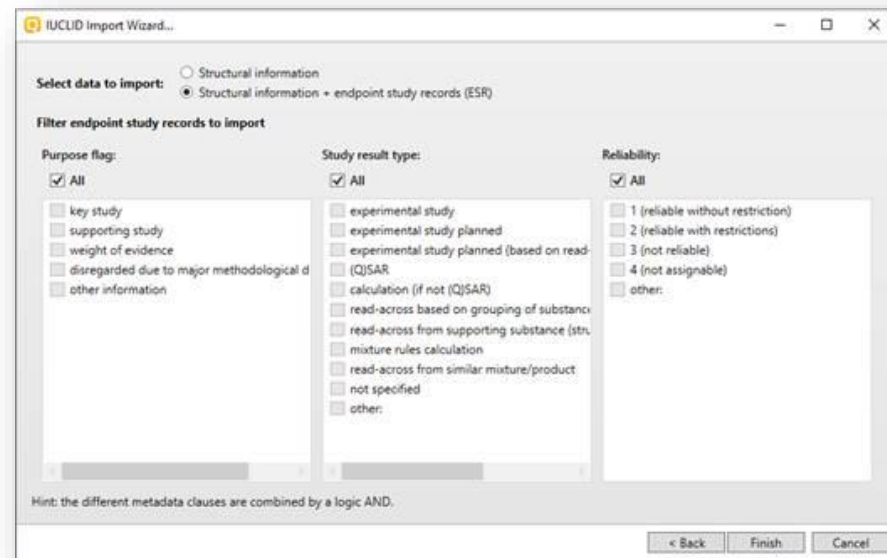 IUCLID Import Wizard...
Select data to import:
Structural information
Structural information + endpoint study records (ESR)
Filter endpoint study records to import
Purpose flag:
All
key study
supporting study
weight of evidence
disregarded due to major methodological d
other information
Study result type:
All
experimental study
experimental study planned
experimental study planned (based on read-
(Q)SAR
calculation (if not (Q)SAR)
read-across based on grouping of substance
read-across from supporting substance (stru
mixture rules calculation
read-across from similar mixture/product
not specified
other:
Reliability:
All
1 (reliable without restriction)
2 (reliable with restrictions)
3 (not reliable)
4 (not assignable)
other:
Hint: the different metadata clauses are combined by a logic AND.
< Back
Finish
Cancel